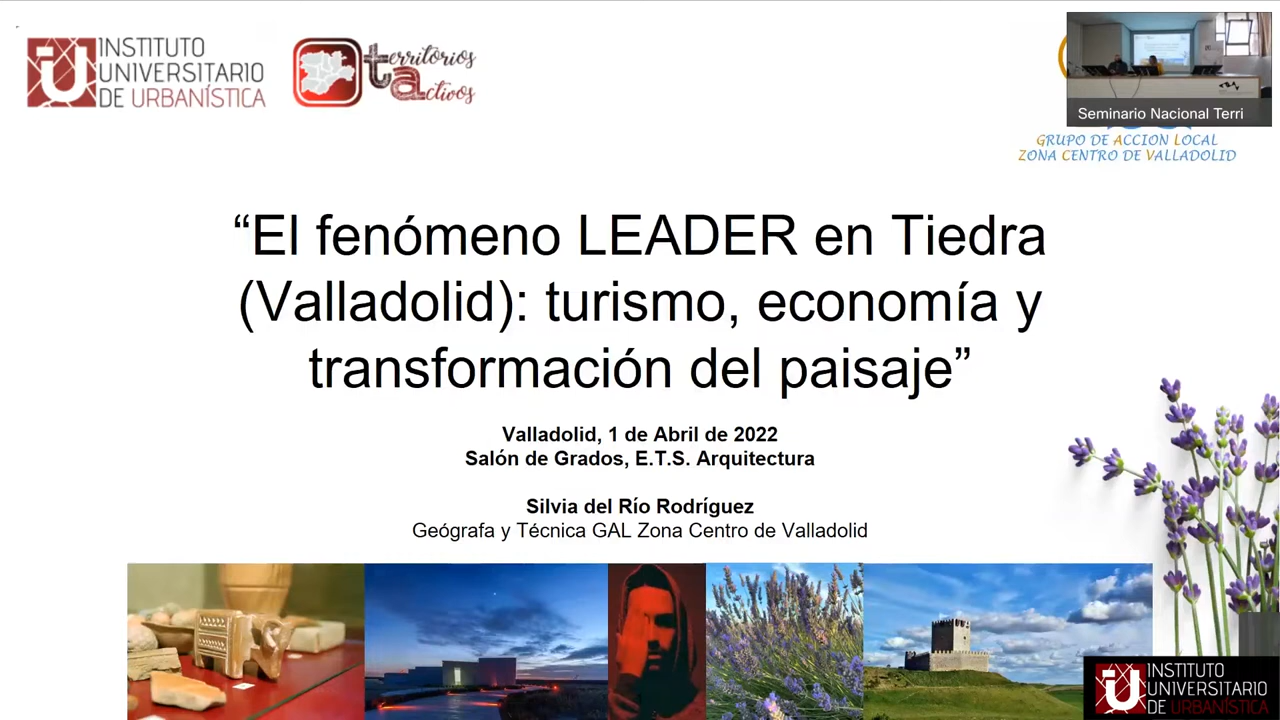 INSTITUTO
UNIVERSITARIO
DE URBANÍSTICA
territorios
activos
Seminario Nacional Terri
GRUPO DE ACCION LOCAL
ZONA CENTRO DE VALLADOLID
“El fenómeno LEADER en Tiedra
(Valladolid): turismo, economía y
transformación del paisaje”
Valladolid, 1 de Abril de 2022
Salón de Grados, E.T.S. Arquitectura
Silvia del Río Rodríguez
Geógrafa y Técnica GAL Zona Centro de Valladolid
INSTITUTO
UNIVERSITARIO
DE URBANÍSTICA